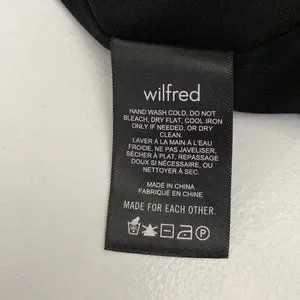 wilfred
HAND WASH COLD, DO NOT
BLEACH, DRY FLAT, COOL IRON
ONLY IF NEEDED, OR DRY
CLEAN.
LAVER À LA MAIN À L'EAU
FROIDE, NE PAS JAVELISER,
SÉCHER À PLAT, REPASSAGE
DOUX SI NÉCESSAIRE, OU
NETTOYER À SEC.
MADE IN CHINA
FABRIQUÉ EN CHINE
MADE FOR EACH OTHER.
P